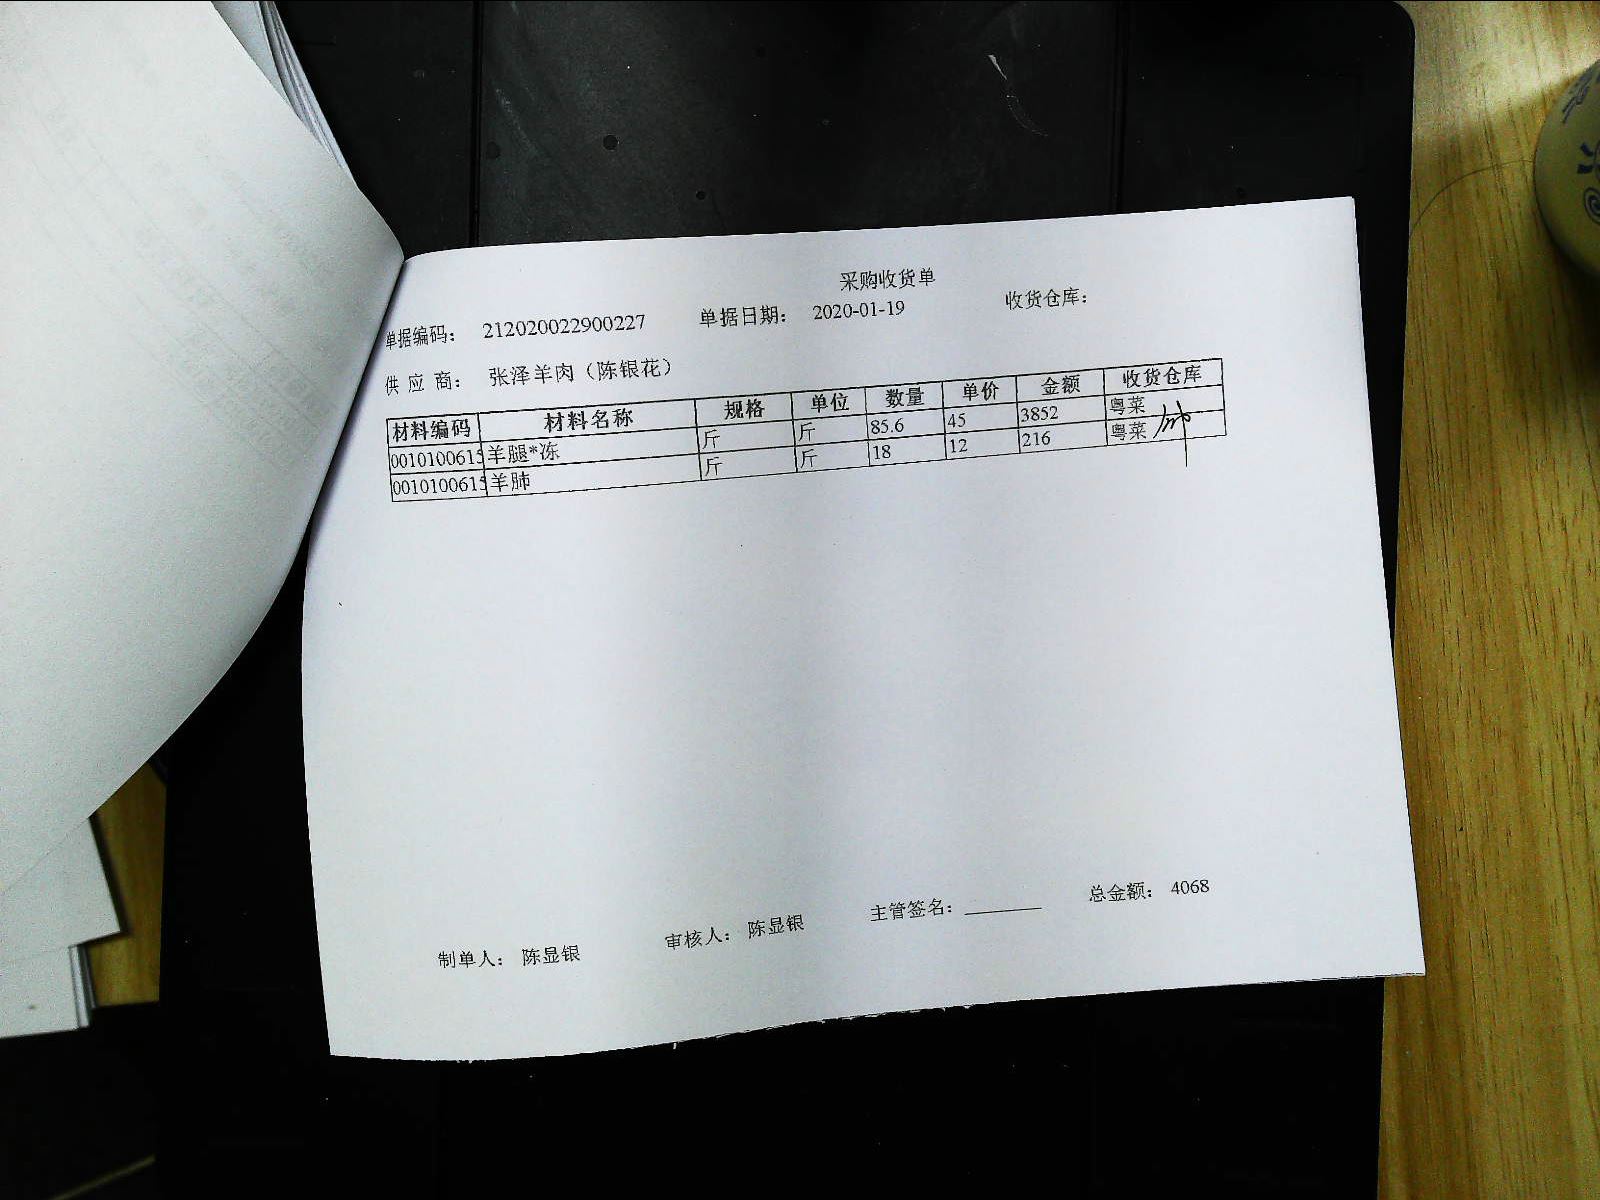 采购收货单
单据编码： 212020022900227 单据日期： 2020-01-19 收货仓库：
供 应 商： 张泽羊肉（陈银花）
材料编码 材料名称 规格 单位 数量 单价 金额 收货仓库
0010100615 羊腿*冻 斤 斤 85.6 45 3852 粤菜
0010100615 羊肺 斤 斤 18 12 216 粤菜
制单人： 陈显银 审核人： 陈显银 主管签名： 总金额： 4068